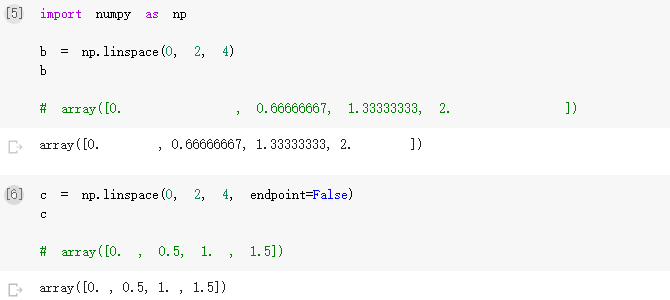 [5] import numpy as np
b = np.linspace(0, 2, 4)
b
# array([0. , 0.66666667, 1.33333333, 2. ])
array([0. , 0.66666667, 1.33333333, 2. ])
[6] c = np.linspace(0, 2, 4, endpoint=False)
c
# array([0. , 0.5, 1. , 1.5])
array([0. , 0.5, 1. , 1.5])